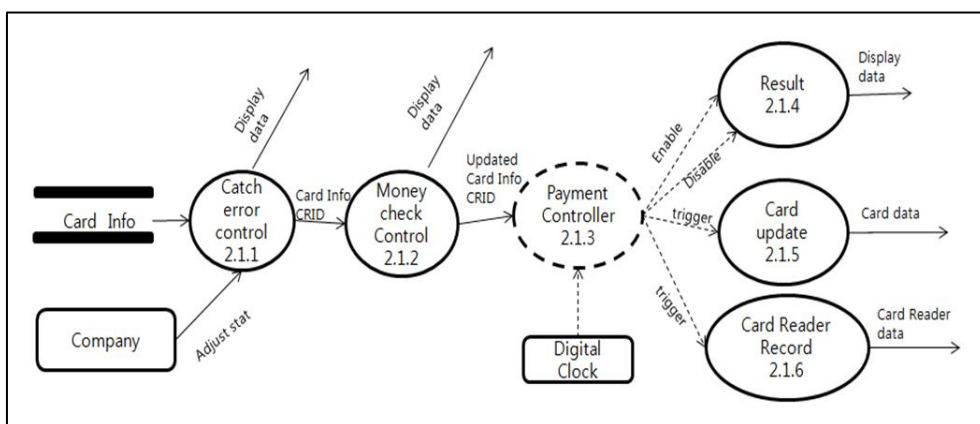 Display
data
Display
data
Display
data
Result
2.1.4
Enable
Disable
Card Info
Catch
error
control
2.1.1
Card Info
CRID
Money
check
Control
2.1.2
Updated
Card Info
CRID
Payment
Controller
2.1.3
trigger
Card
update
2.1.5
Card data
Company
Adjust stat
Digital
Clock
trigger
Card Reader
Record
2.1.6
Card Reader
data